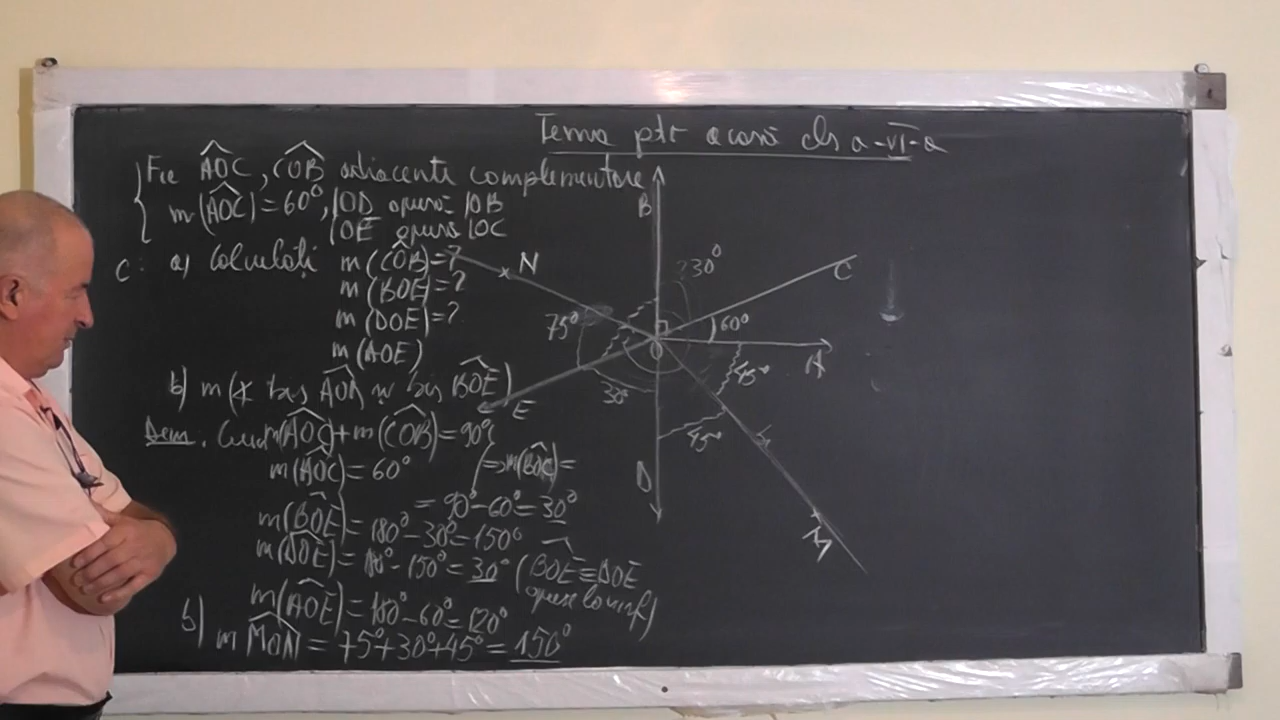 Tema ptr acasă cls a-VI-a
Fie AOC, COB adiacente complementare
m(AOC)=60°, |OD opusă |OB
|OE opusă |OC
C: a) Calculați m(COB)=?
m(BOE)=?
m(DOE)=?
m(AOE)
b) m(∢ bis AOD și bis BOE)
Dem. m(AOC)+m(COB)=90°
m(AOC)=60° ⇒m(BOC)=
=90°-60°=30°
m(BOE)=180°-30°=150°
m(DOE)=180°-150°=30° (BOE≡DOE
opuse la vârf)
m(AOE)=180°-60°=120°
b) m MON = 75°+30°+45°=150°
B
N
?30°
C
75°
60°
O
A
45°
30°
E
45°
D
M